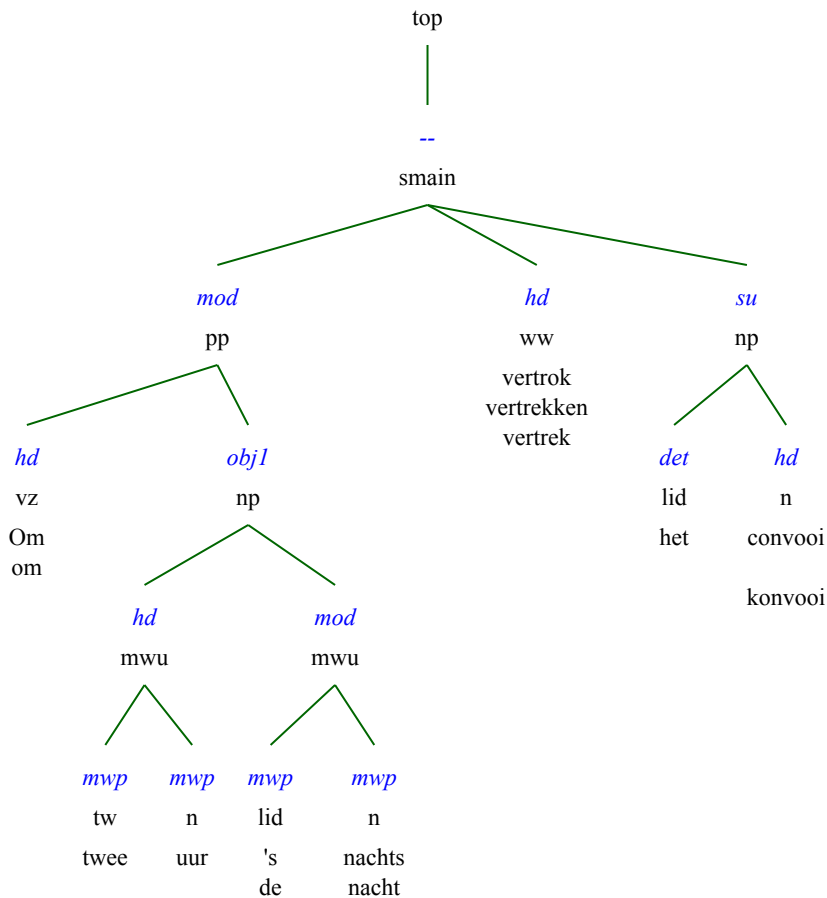 top
--
smain
mod hd su
pp ww np
vertrok
vertrekken
vertrek
hd obj1 det hd
vz np lid n
Om het convooi
om
konvooi
hd mod
mwu mwu
mwp mwp mwp mwp
tw n lid n
twee uur 's nachts
de nacht